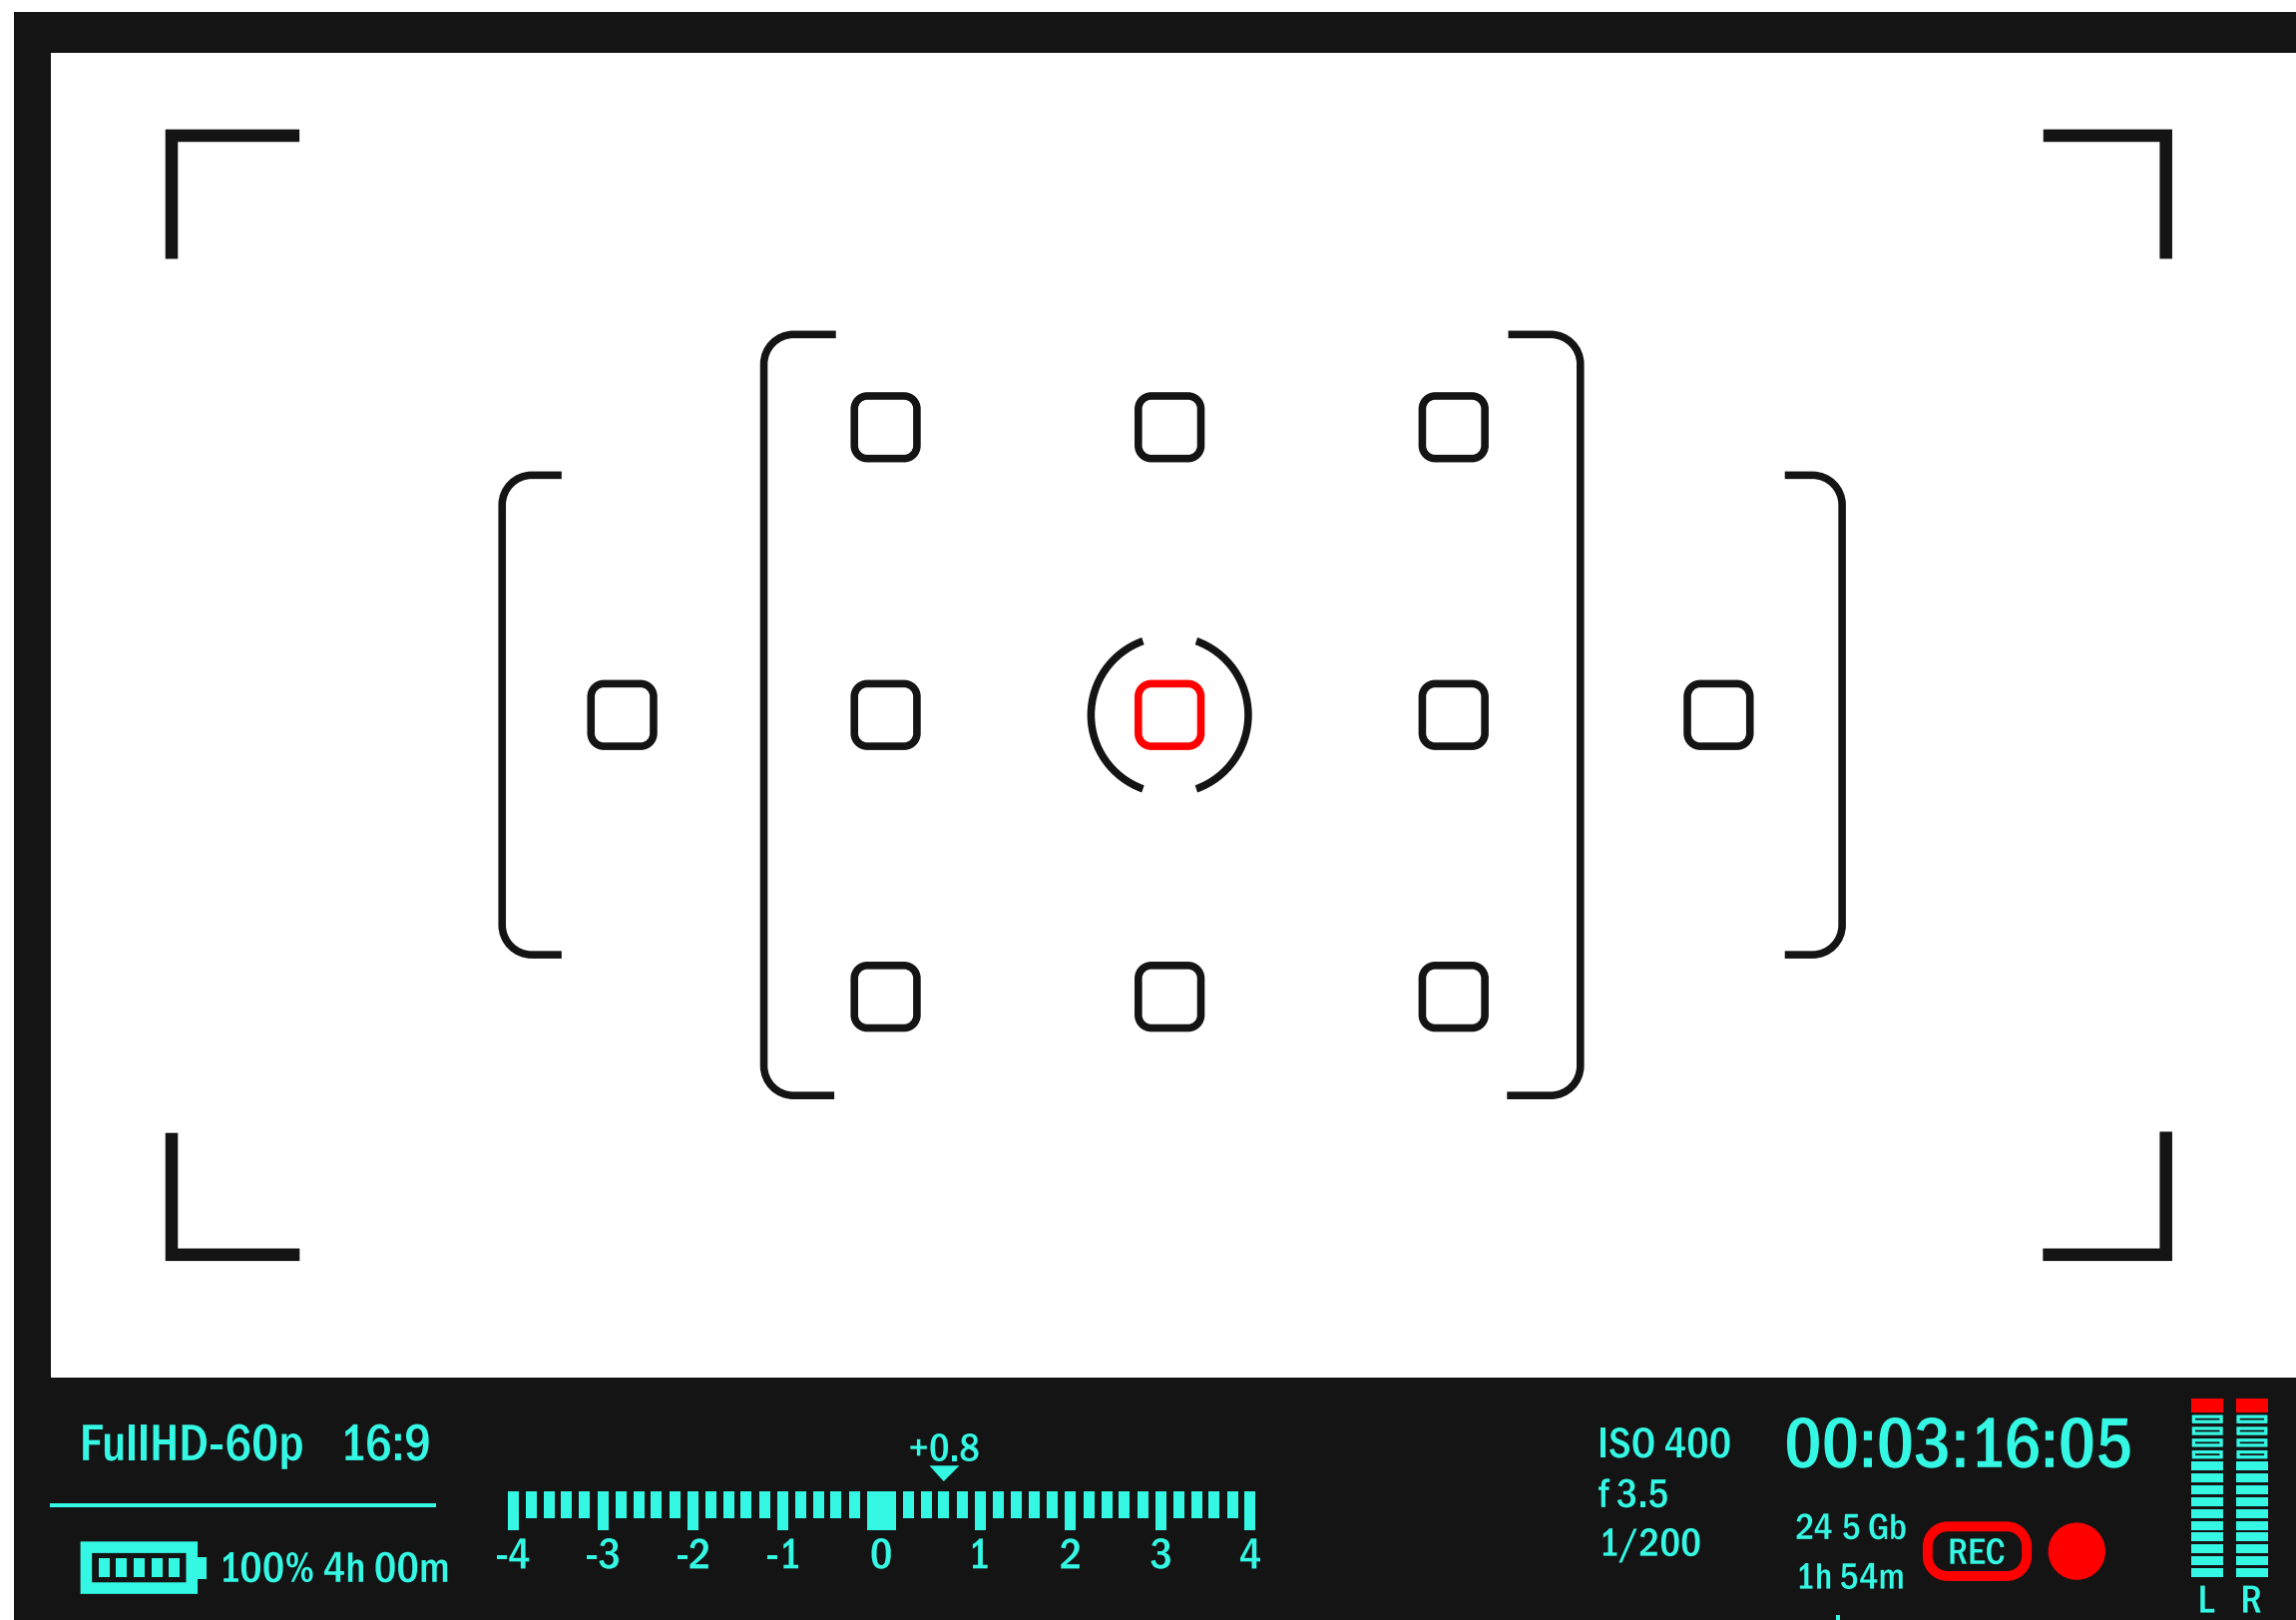 FullHD-60p 16:9
100% 4h 00m
+0.8
-4 -3 -2 -1 0 1 2 3 4
ISO 400
f 3.5
1/200
00:03:16:05
24 5 Gb
1h 54m
REC
L R